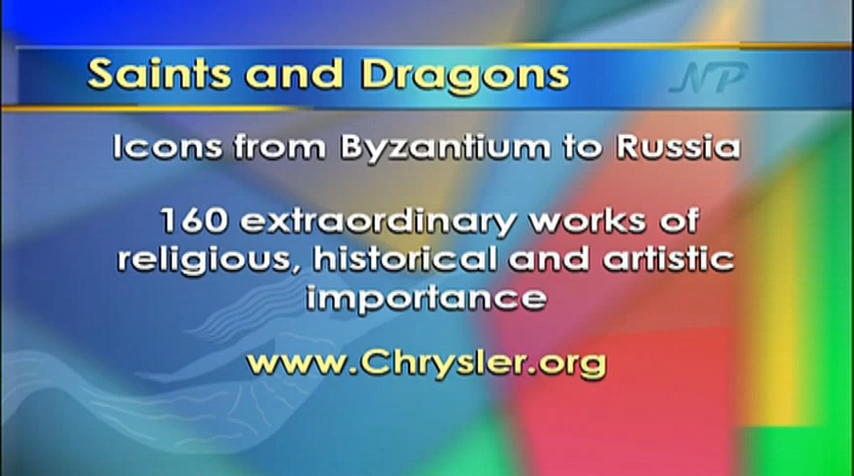 Saints and Dragons
NP
Icons from Byzantium to Russia
160 extraordinary works of
religious, historical and artistic
importance
www.Chrysler.org